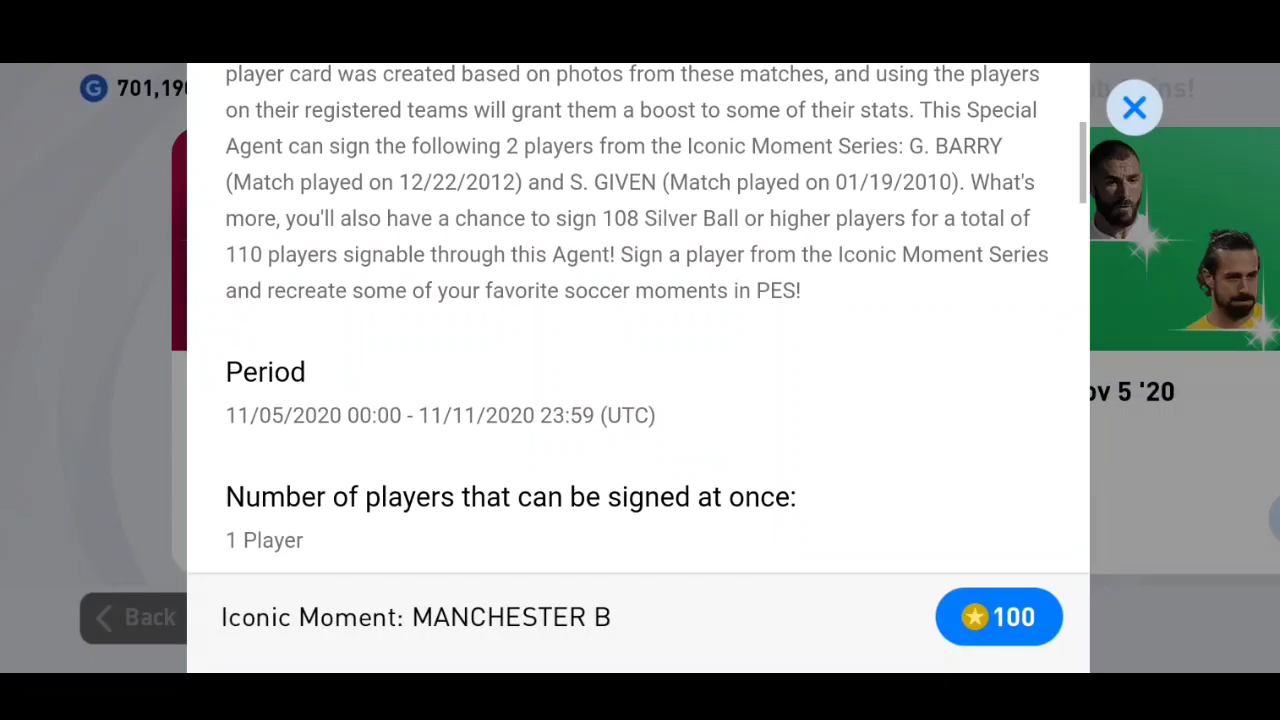 701,19
player card was created based on photos from these matches, and using the players
on their registered teams will grant them a boost to some of their stats. This Special
Agent can sign the following 2 players from the Iconic Moment Series: G. BARRY
(Match played on 12/22/2012) and S. GIVEN (Match played on 01/19/2010). What's
more, you'll also have a chance to sign 108 Silver Ball or higher players for a total of
110 players signable through this Agent! Sign a player from the Iconic Moment Series
and recreate some of your favorite soccer moments in PES!
Period
11/05/2020 00:00 - 11/11/2020 23:59 (UTC)
ov 5 '20
Number of players that can be signed at once:
1 Player
Back
Iconic Moment: MANCHESTER B
100